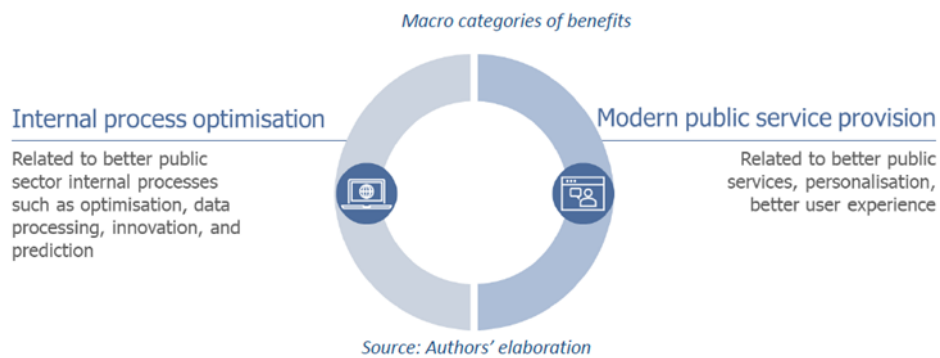 Macro categories of benefits
Internal process optimisation
Related to better public
sector internal processes
such as optimisation, data
processing, innovation, and
prediction
Modern public service provision
Related to better public
services, personalisation,
better user experience
Source: Authors' elaboration